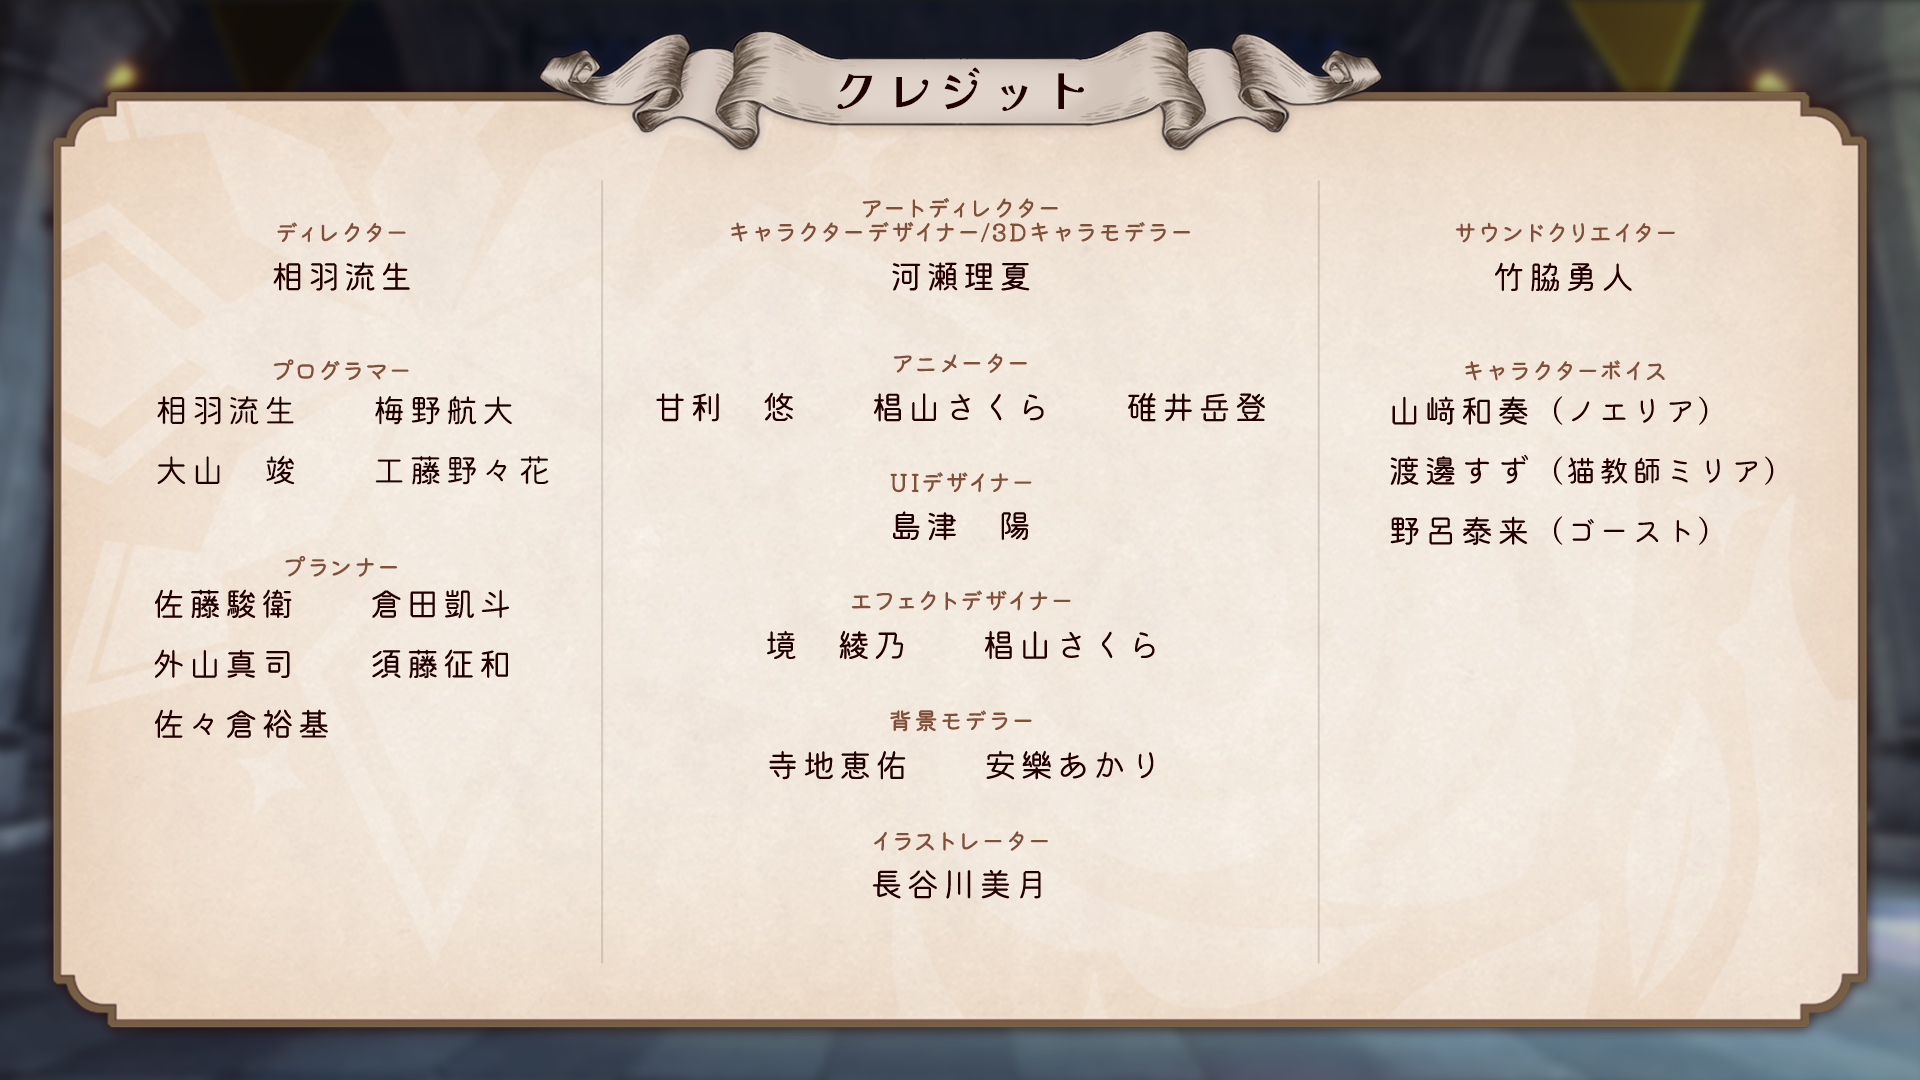 クレジット
ディレクター
相羽流生
プログラマー
相羽流生　梅野航大
大山　竣　工藤野々花
プランナー
佐藤駿衛　倉田凱斗
外山真司　須藤征和
佐々倉裕基
アートディレクター
キャラクターデザイナー/3Dキャラモデラー
河瀬理夏
アニメーター
甘利　悠　椙山さくら　碓井岳登
UIデザイナー
島津　陽
エフェクトデザイナー
境　綾乃　椙山さくら
背景モデラー
寺地恵佑　安樂あかり
イラストレーター
長谷川美月
サウンドクリエイター
竹脇勇人
キャラクターボイス
山﨑和奏（ノエリア）
渡邊すず（猫教師ミリア）
野呂泰来（ゴースト）